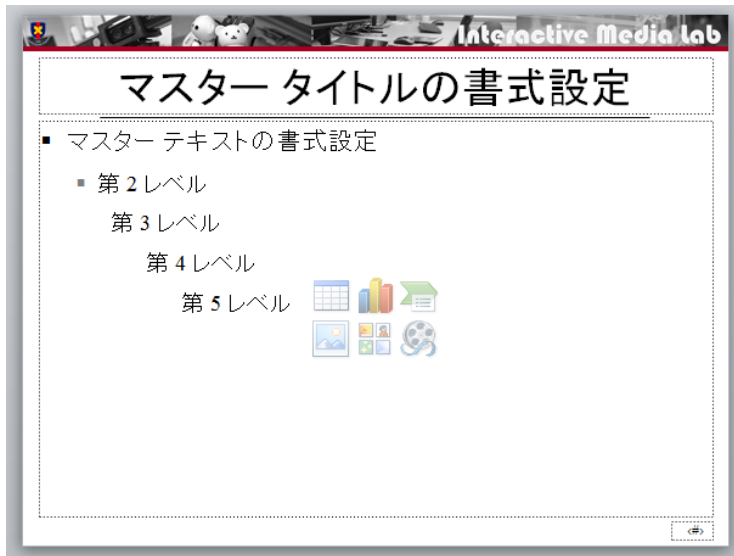 Interactive Media Lab
マスター タイトルの書式設定
マスター テキストの書式設定
第 2 レベル
第 3 レベル
第 4 レベル
第 5 レベル
‹#›